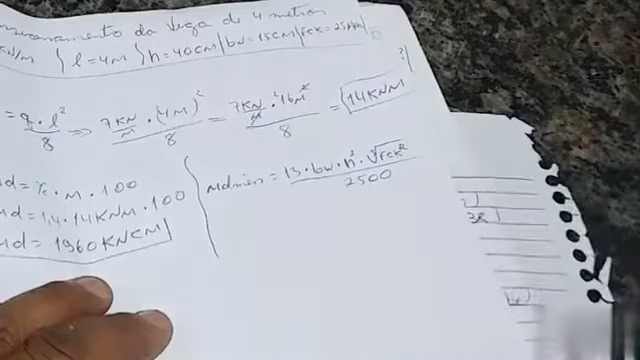 ensionamento da Viga de 4 metros
KN/m { l=4M } h=40CM | bw=15CM | FCK=25MPa
= q.l²/8 ⇒ 7KN/M . (4M)²/8 = 7KN/M . 16M²/8 = 14KNM
Md = γc . M . 100
Md = 1,4 . 14KNM . 100
Md = 1960KNCM
Mdmin = 13 . bw . h² . ∛FCK²/2500